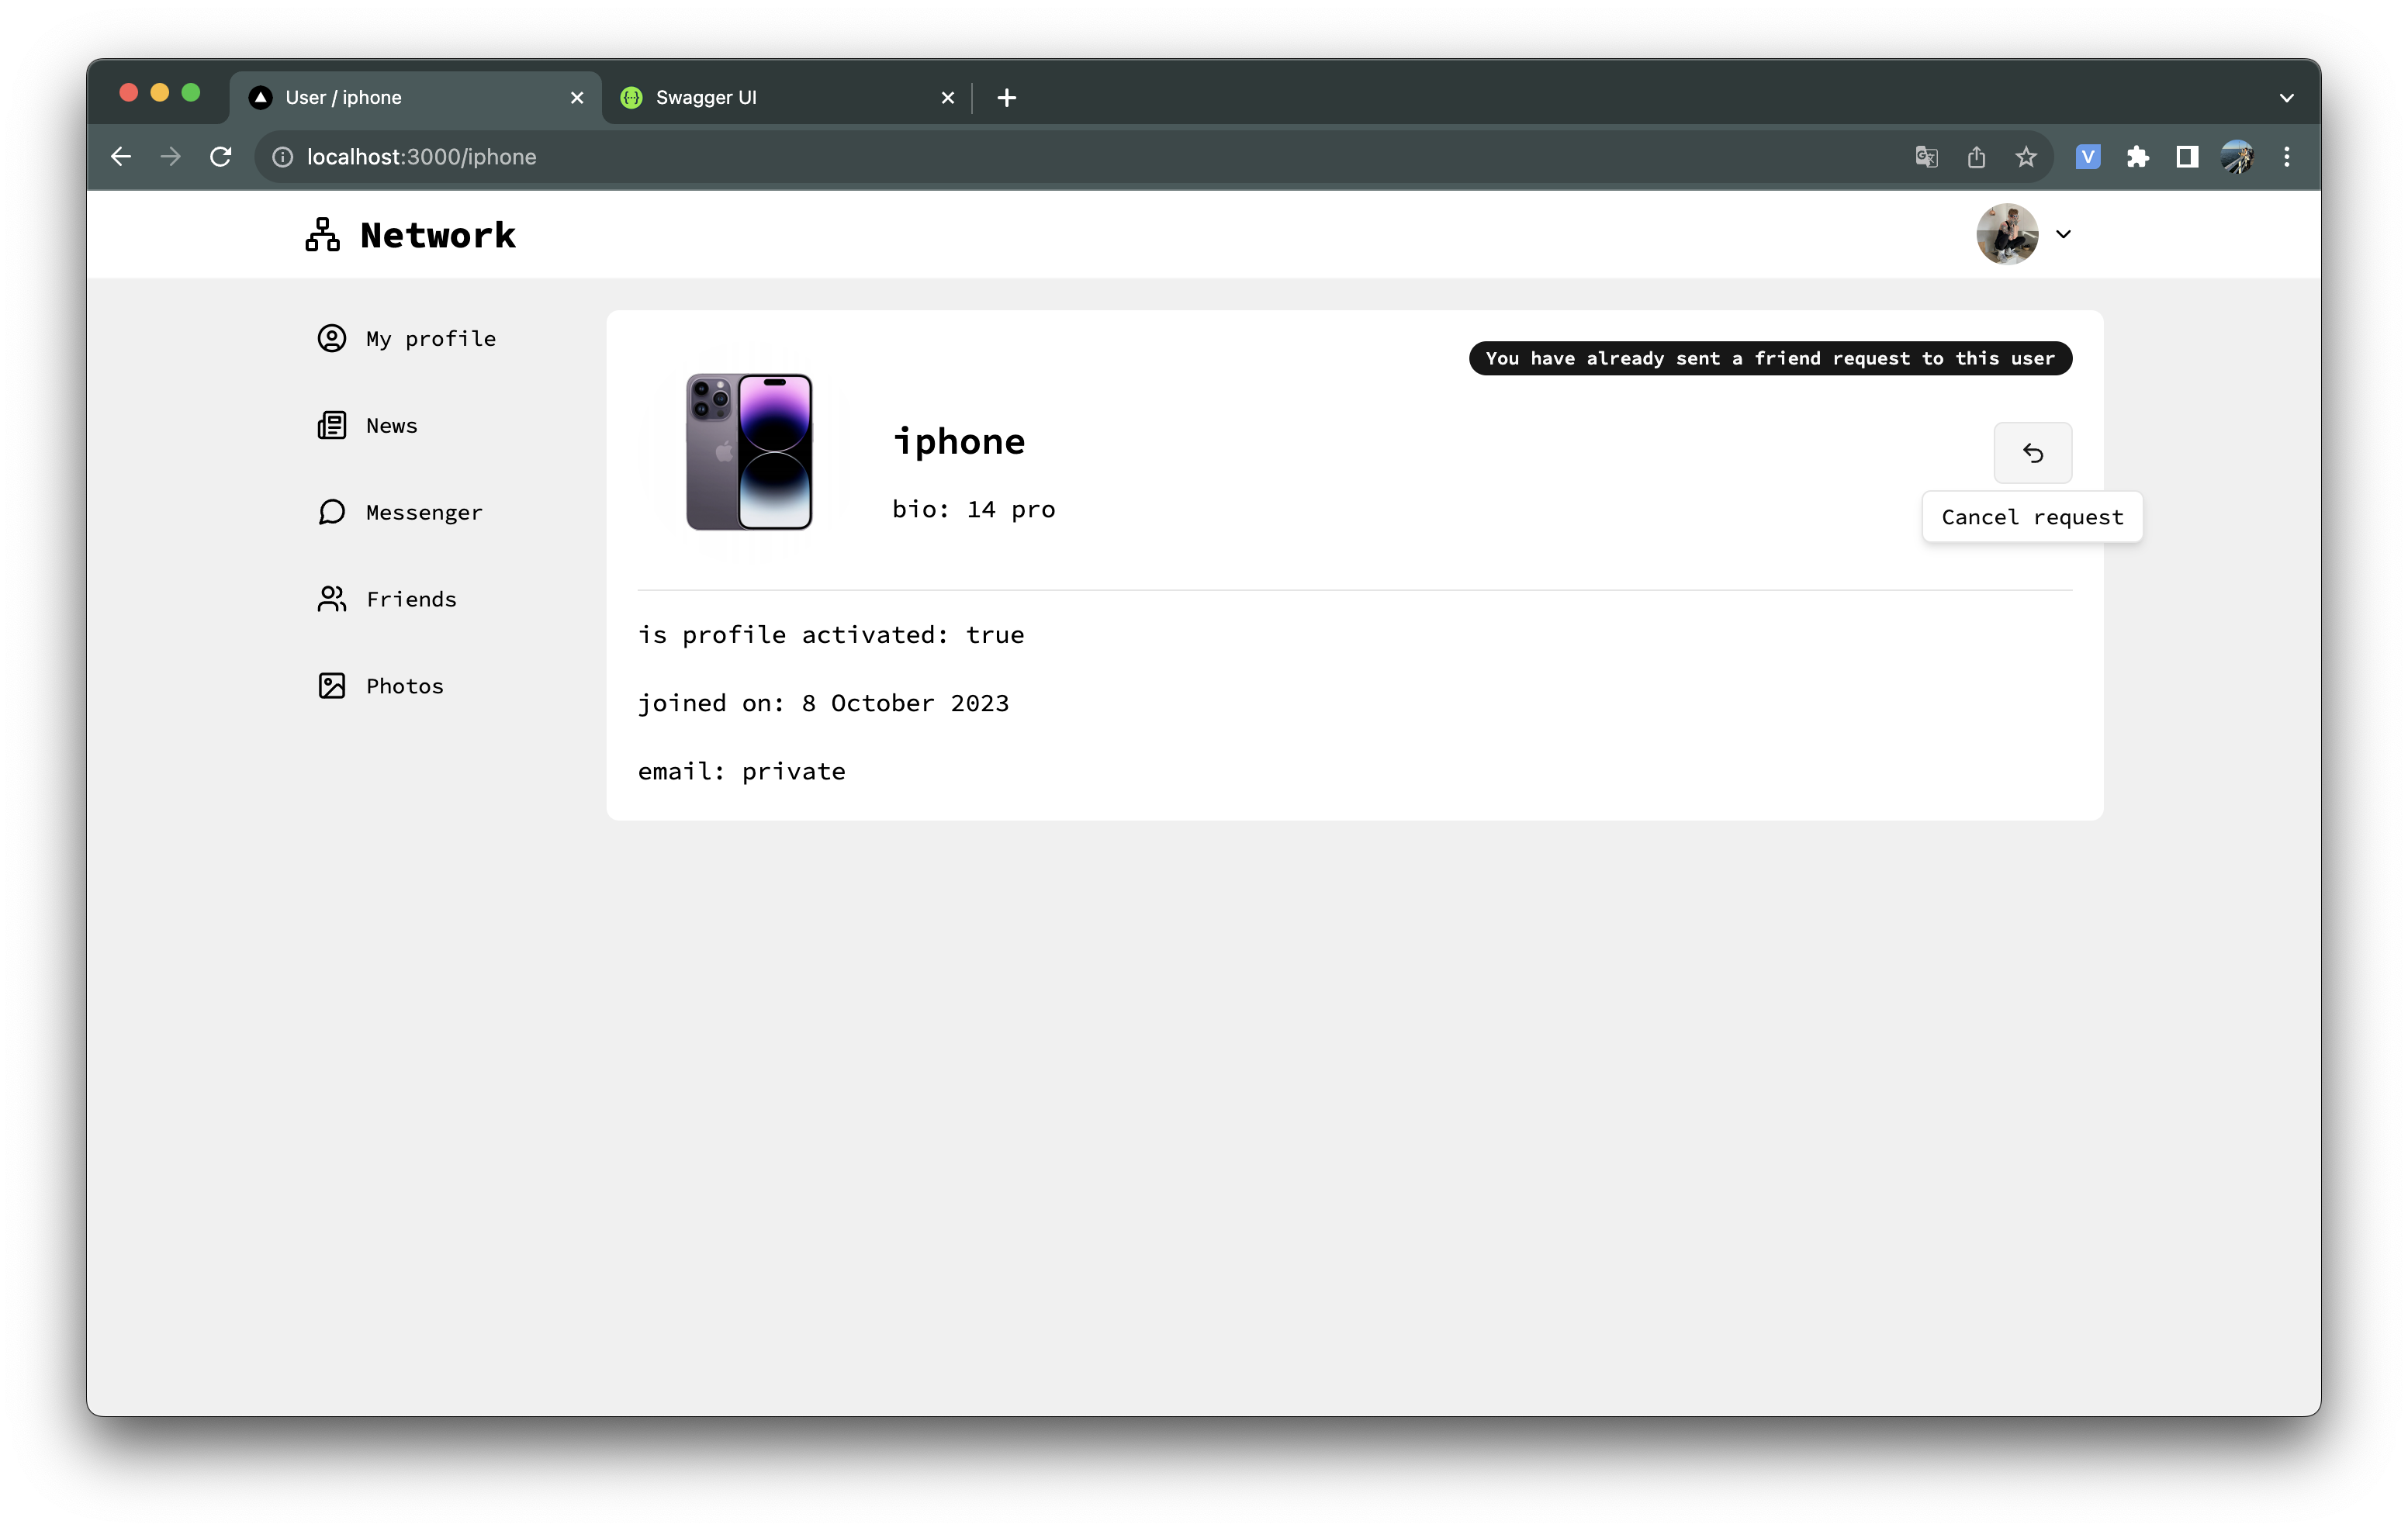 User / iphone
Swagger UI
localhost:3000/iphone
V
Network
My profile
News
Messenger
Friends
Photos
You have already sent a friend request to this user
iphone
bio: 14 pro
Cancel request
is profile activated: true
joined on: 8 October 2023
email: private